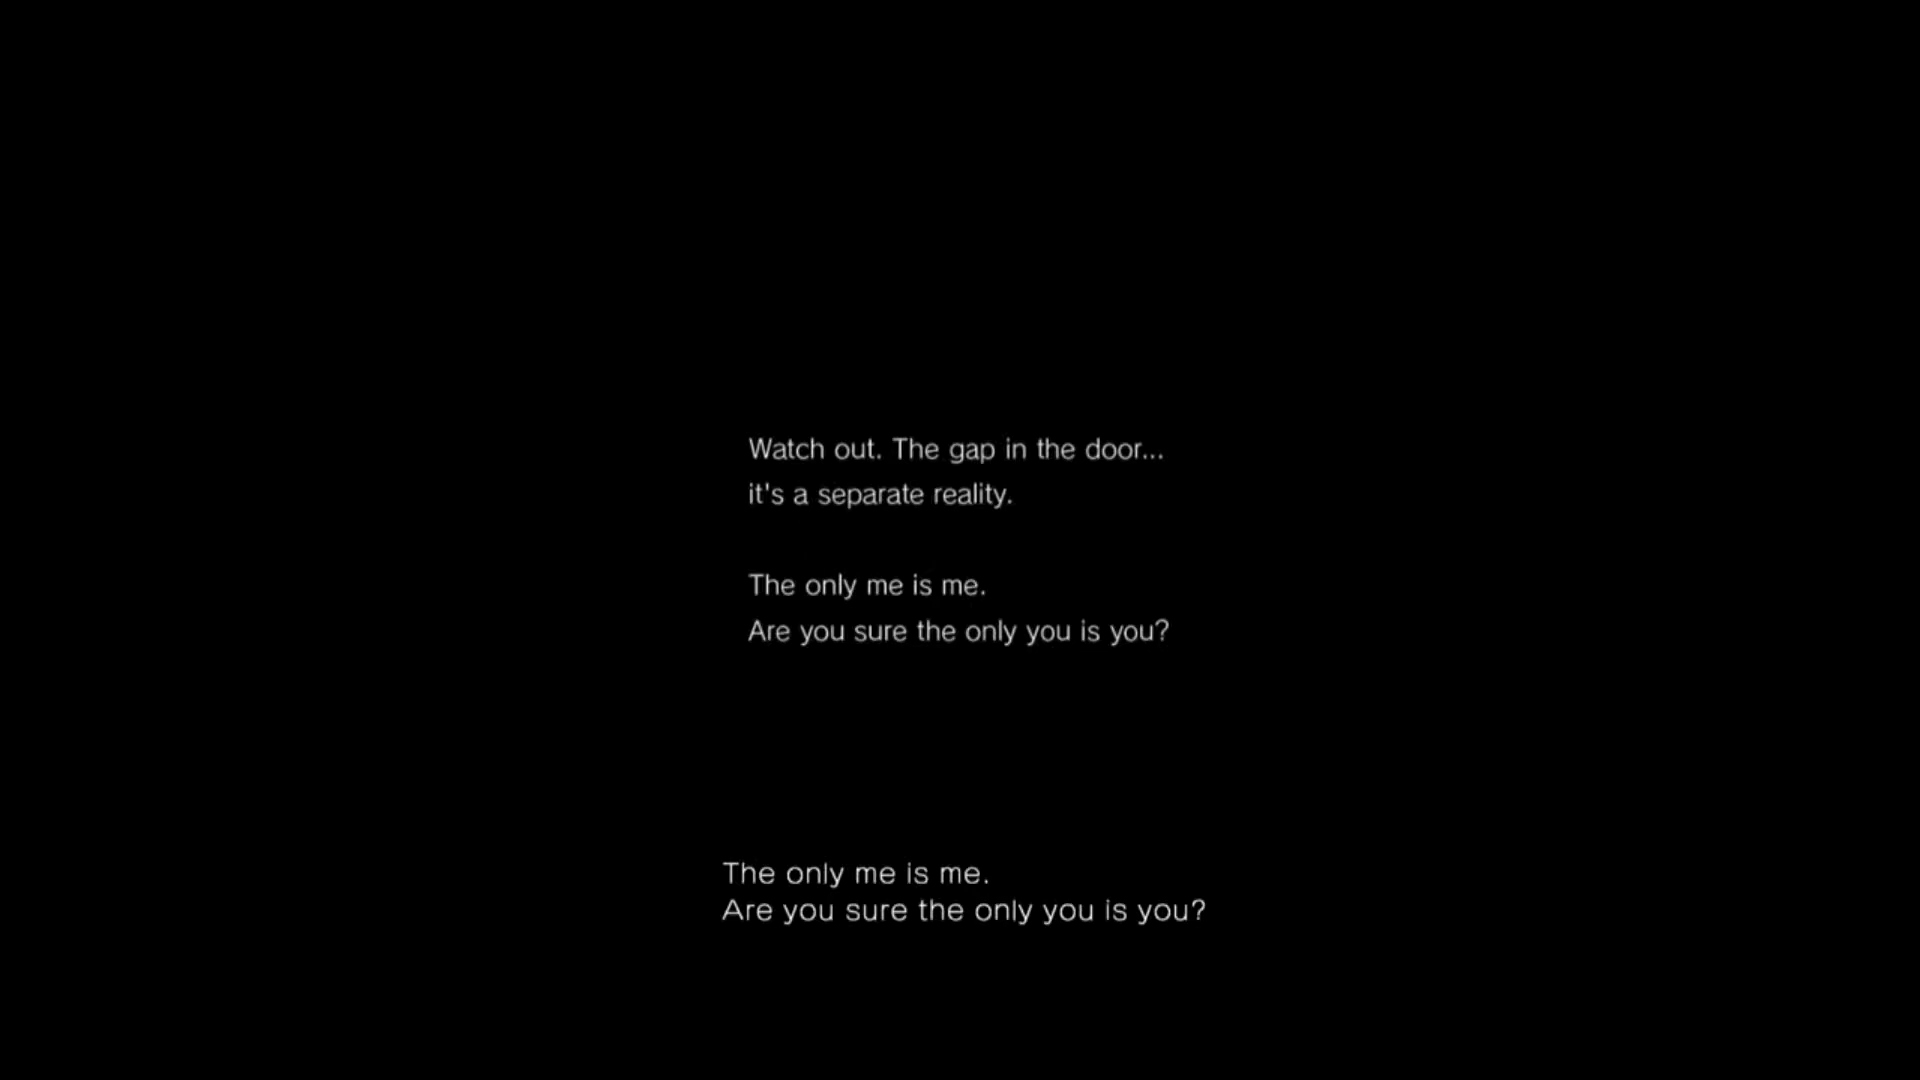 Watch out. The gap in the door...
it's a separate reality.
The only me is me.
Are you sure the only you is you?
The only me is me.
Are you sure the only you is you?